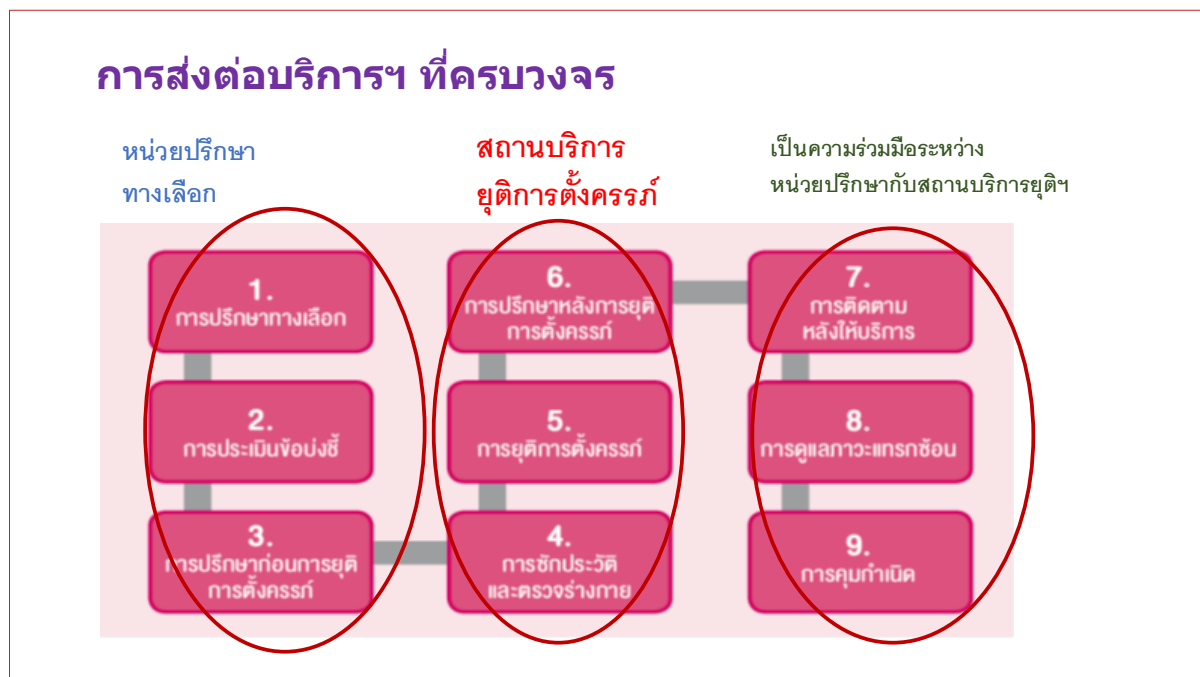 การส่งต่อบริการฯ ที่ครบวงจร
หน่วยปรึกษา
ทางเลือก
สถานบริการ
ยุติการตั้งครรภ์
เป็นความร่วมมือระหว่าง
หน่วยปรึกษากับสถานบริการยุติฯ
1.
การปรึกษาทางเลือก
2.
การประเมินข้อบ่งชี้
3.
การปรึกษาก่อนการยุติ
การตั้งครรภ์
4.
การซักประวัติ
และตรวจร่างกาย
5.
การยุติการตั้งครรภ์
6.
การปรึกษาหลังการยุติ
การตั้งครรภ์
7.
การติดตาม
หลังให้บริการ
8.
การดูแลภาวะแทรกซ้อน
9.
การคุมกำเนิด